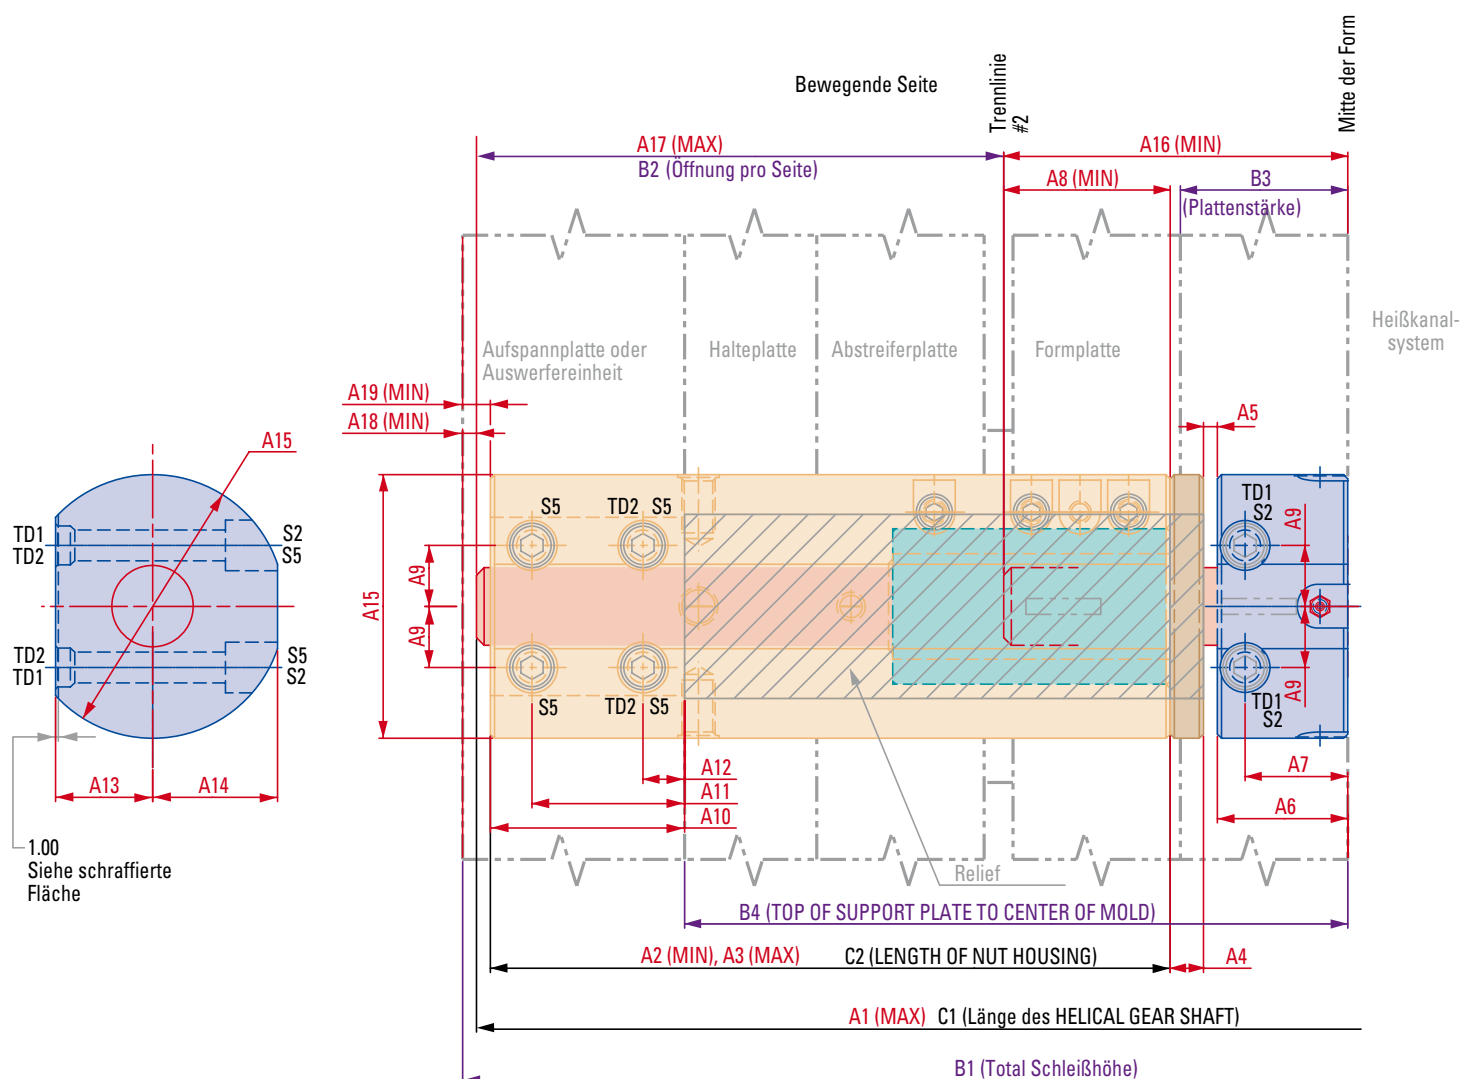 Bewegende Seite
Trennlinie
#2
Mitte der Form
A17 (MAX)
B2 (Öffnung pro Seite)
A16 (MIN)
A8 (MIN)
B3
(Plattenstärke)
Aufspannplatte oder
Auswerfereinheit
Halteplatte
Abstreiferplatte
Formplatte
Heißkanal-
system
A19 (MIN)
A18 (MIN)
A5
A15
TD1
TD2
S2
S5
TD2
TD1
S5
S2
A13
A14
1.00
Siehe schraffierte
Fläche
A15
A9
A9
S5
TD2
S5
S5
TD2
S5
TD1
S2
A9
A9
TD1
S2
A12
A11
A10
A7
A6
Relief
B4 (TOP OF SUPPORT PLATE TO CENTER OF MOLD)
A2 (MIN), A3 (MAX)
C2 (LENGTH OF NUT HOUSING)
A4
A1 (MAX)
C1 (Länge des HELICAL GEAR SHAFT)
B1 (Total Schleißhöhe)